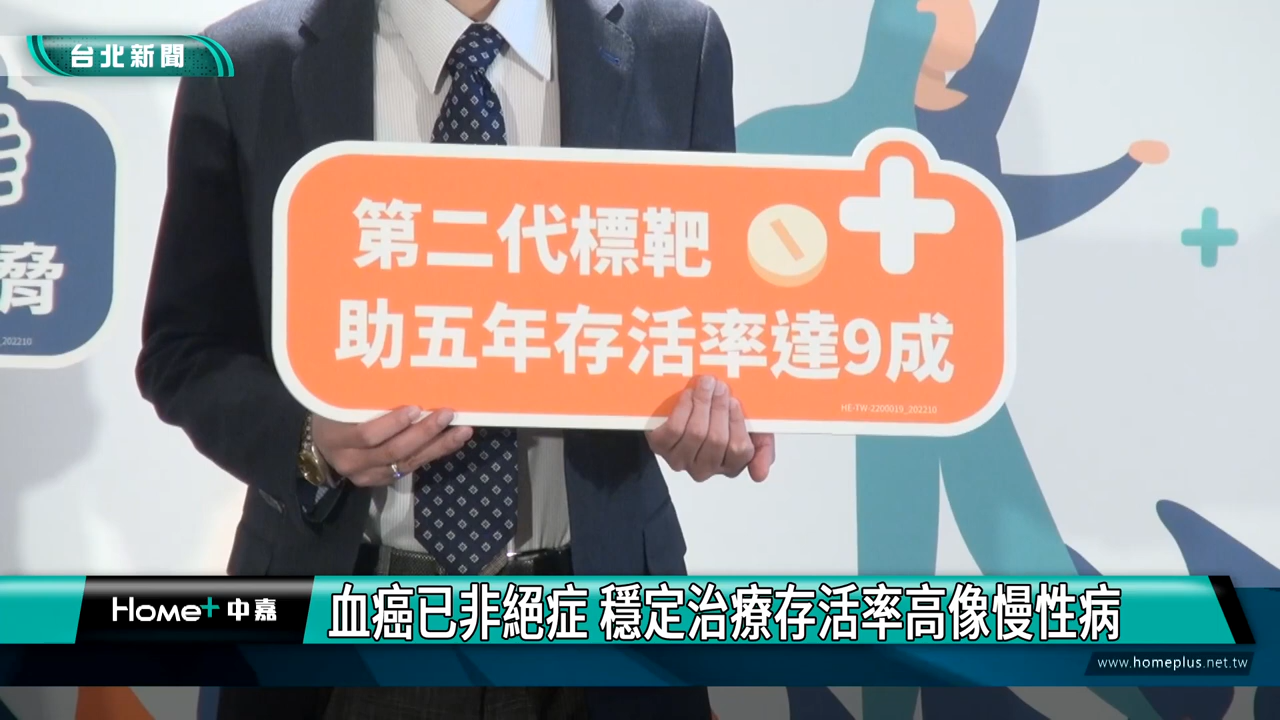 台北新聞
脅
_202210
第二代標靶
助五年存活率達9成
HE-TW-2200019_202210
Home+ 中嘉
血癌已非絕症 穩定治療存活率高像慢性病
www.homeplus.net.tw